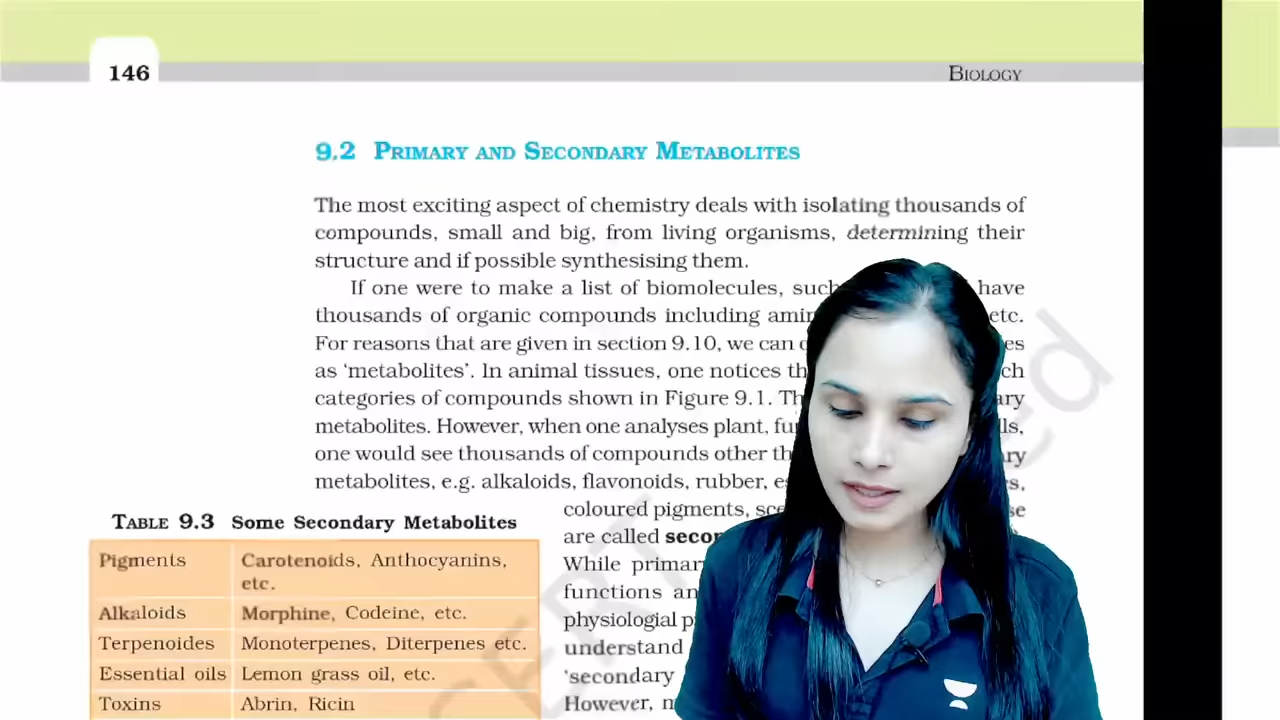 146
BIOLOGY
9.2 PRIMARY AND SECONDARY METABOLITES
The most exciting aspect of chemistry deals with isolating thousands of
compounds, small and big, from living organisms, determining their
structure and if possible synthesising them.
If one were to make a list of biomolecules, such have
thousands of organic compounds including etc.
For reasons that are given in section 9.10, we can
as 'metabolites'. In animal tissues, one notices
categories of compounds shown in Figure 9.1.
metabolites. However, when one analyses plant,
one would see thousands of compounds other
metabolites, e.g. alkaloids, flavonoids, rubber,
coloured pigments,
are called
While
functions
physiologial
understand
'secondary
However,
TABLE 9.3 Some Secondary Metabolites
Pigments Carotenoids, Anthocyanins,
etc.
Alkaloids Morphine, Codeine, etc.
Terpenoides Monoterpenes, Diterpenes etc.
Essential oils Lemon grass oil, etc.
Toxins Abrin, Ricin